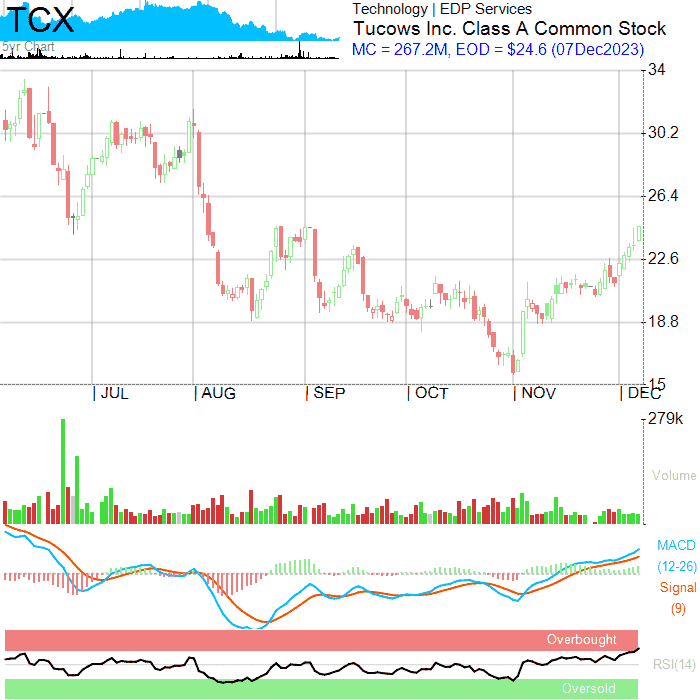 TCX
5yr Chart
Technology | EDP Services
Tucows Inc. Class A Common Stock
MC = 267.2M, EOD = $24.6 (07Dec2023)
34
30.2
26.4
22.6
18.8
15
| JUL | AUG | SEP | OCT | NOV | DEC
279k
Volume
MACD
(12-26)
Signal
(9)
Overbought
RSI(14)
Oversold